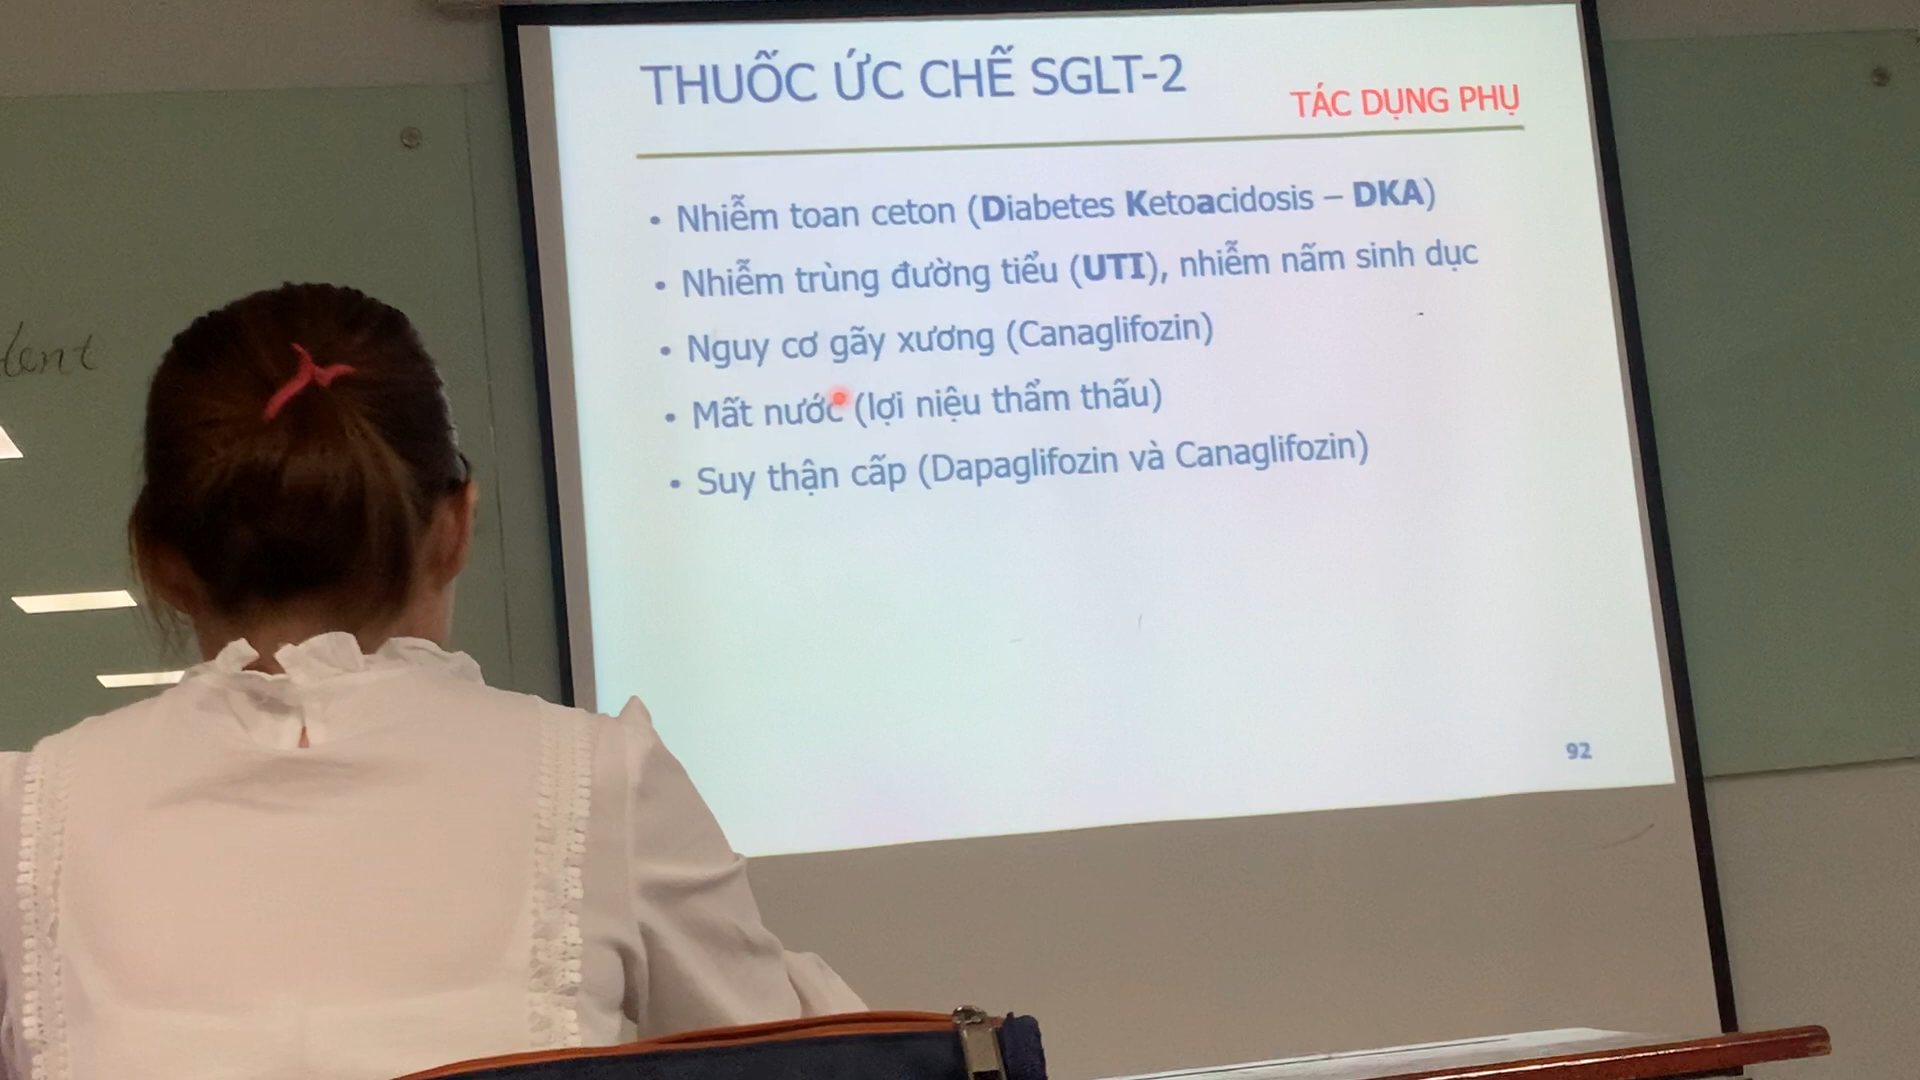 THUỐC ỨC CHẾ SGLT-2
TÁC DỤNG PHỤ
• Nhiễm toan ceton (Diabetes Ketoacidosis – DKA)
• Nhiễm trùng đường tiểu (UTI), nhiễm nấm sinh dục
• Nguy cơ gãy xương (Canaglifozin)
• Mất nước (lợi niệu thẩm thấu)
• Suy thận cấp (Dapaglifozin và Canaglifozin)
92